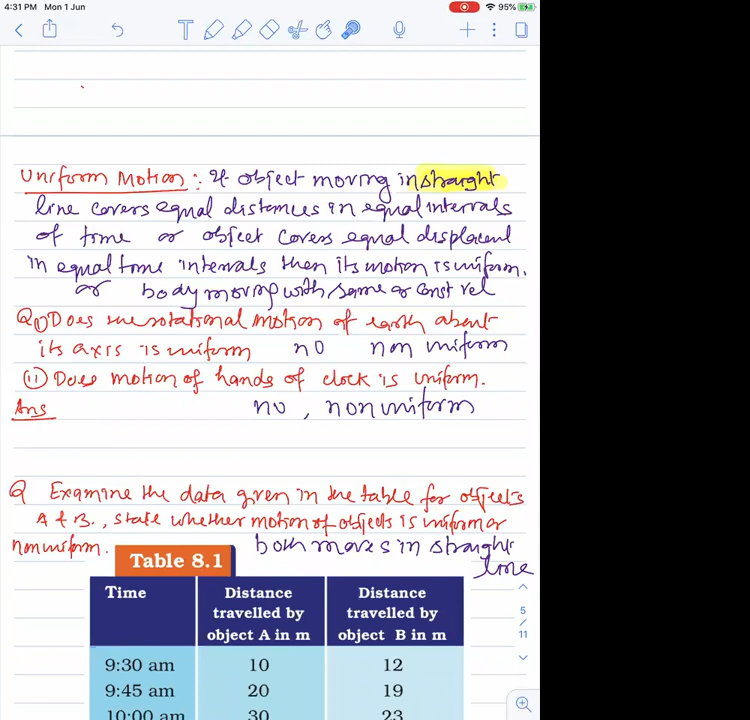 4:31 PM Mon 1 Jun 95%
Uniform Motion :- If object moving in straight
line covers equal distances in equal intervals
of time or object covers equal displacent
in equal time intervals then its motion is uniform.
or body moving with same or const vel
Q (i) Does the rotational motion of earth about
its axis is uniform no non uniform
(ii) Does motion of hands of clock is uniform.
Ans no, nonuniform
Q Examine the data given in the table for objects
A & B., state whether motion of objects is uniform or
nonuniform. both moves in straight
line
Table 8.1
Time Distance travelled by object A in m Distance travelled by object B in m
9:30 am 10 12
9:45 am 20 19
10:00 am 30 23
5
/
11